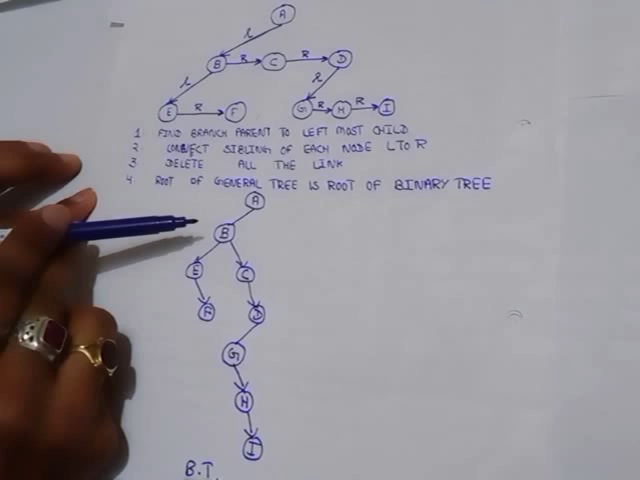 A
l
B R C R D
l l
E R F G R H R I
1 FIND BRANCH PARENT TO LEFT MOST CHILD
2 CONNECT SIBLING OF EACH NODE L TO R
3 DELETE ALL THE LINK
4 ROOT OF GENERAL TREE IS ROOT OF BINARY TREE
A
B
E C
F D
G
H
I
B.T.